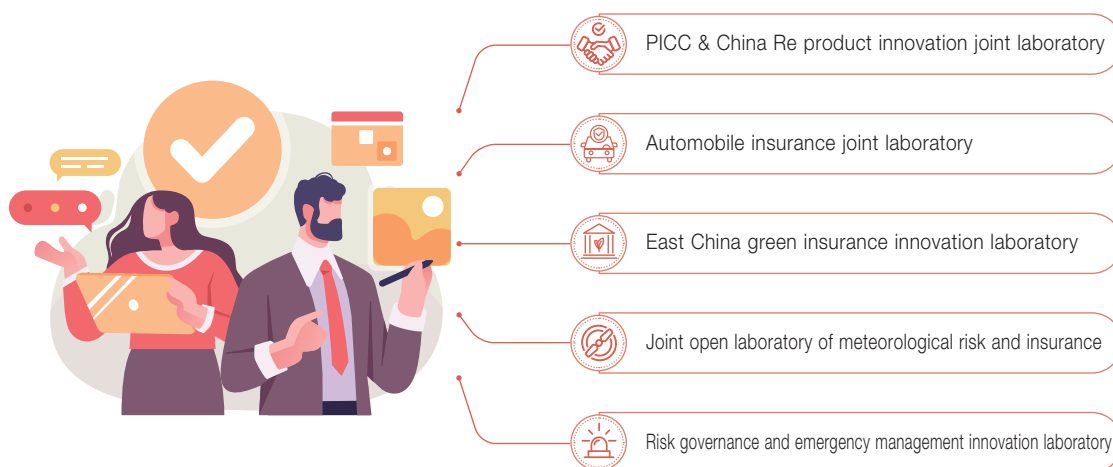 PICC & China Re product innovation joint laboratory
Automobile insurance joint laboratory
East China green insurance innovation laboratory
Joint open laboratory of meteorological risk and insurance
Risk governance and emergency management innovation laboratory